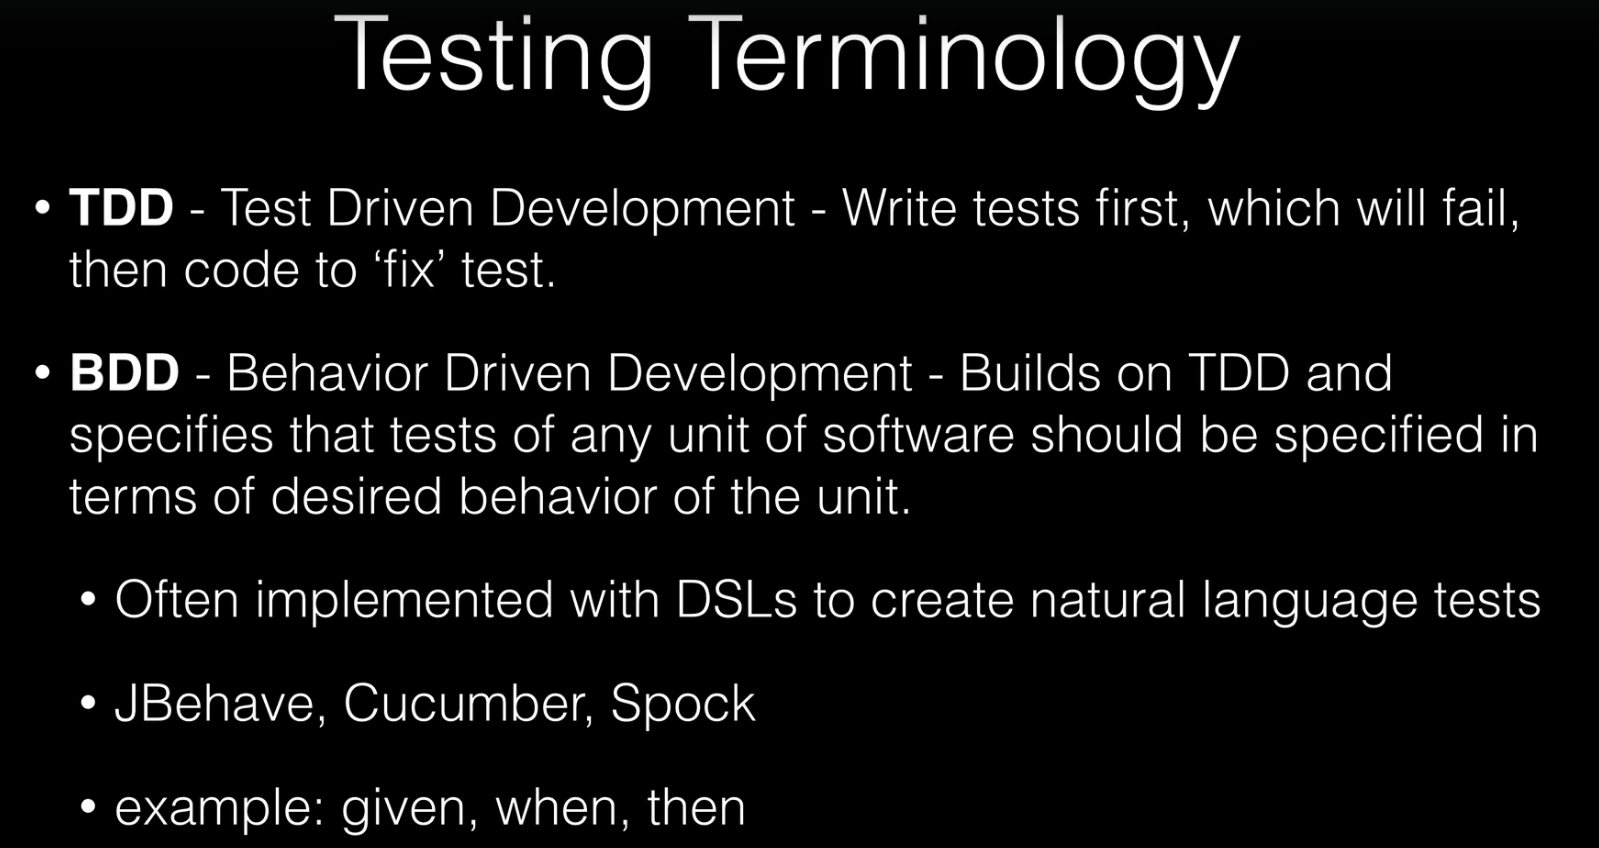 Testing Terminology
• TDD - Test Driven Development - Write tests first, which will fail,
then code to ‘fix’ test.
• BDD - Behavior Driven Development - Builds on TDD and
specifies that tests of any unit of software should be specified in
terms of desired behavior of the unit.
• Often implemented with DSLs to create natural language tests
• JBehave, Cucumber, Spock
• example: given, when, then